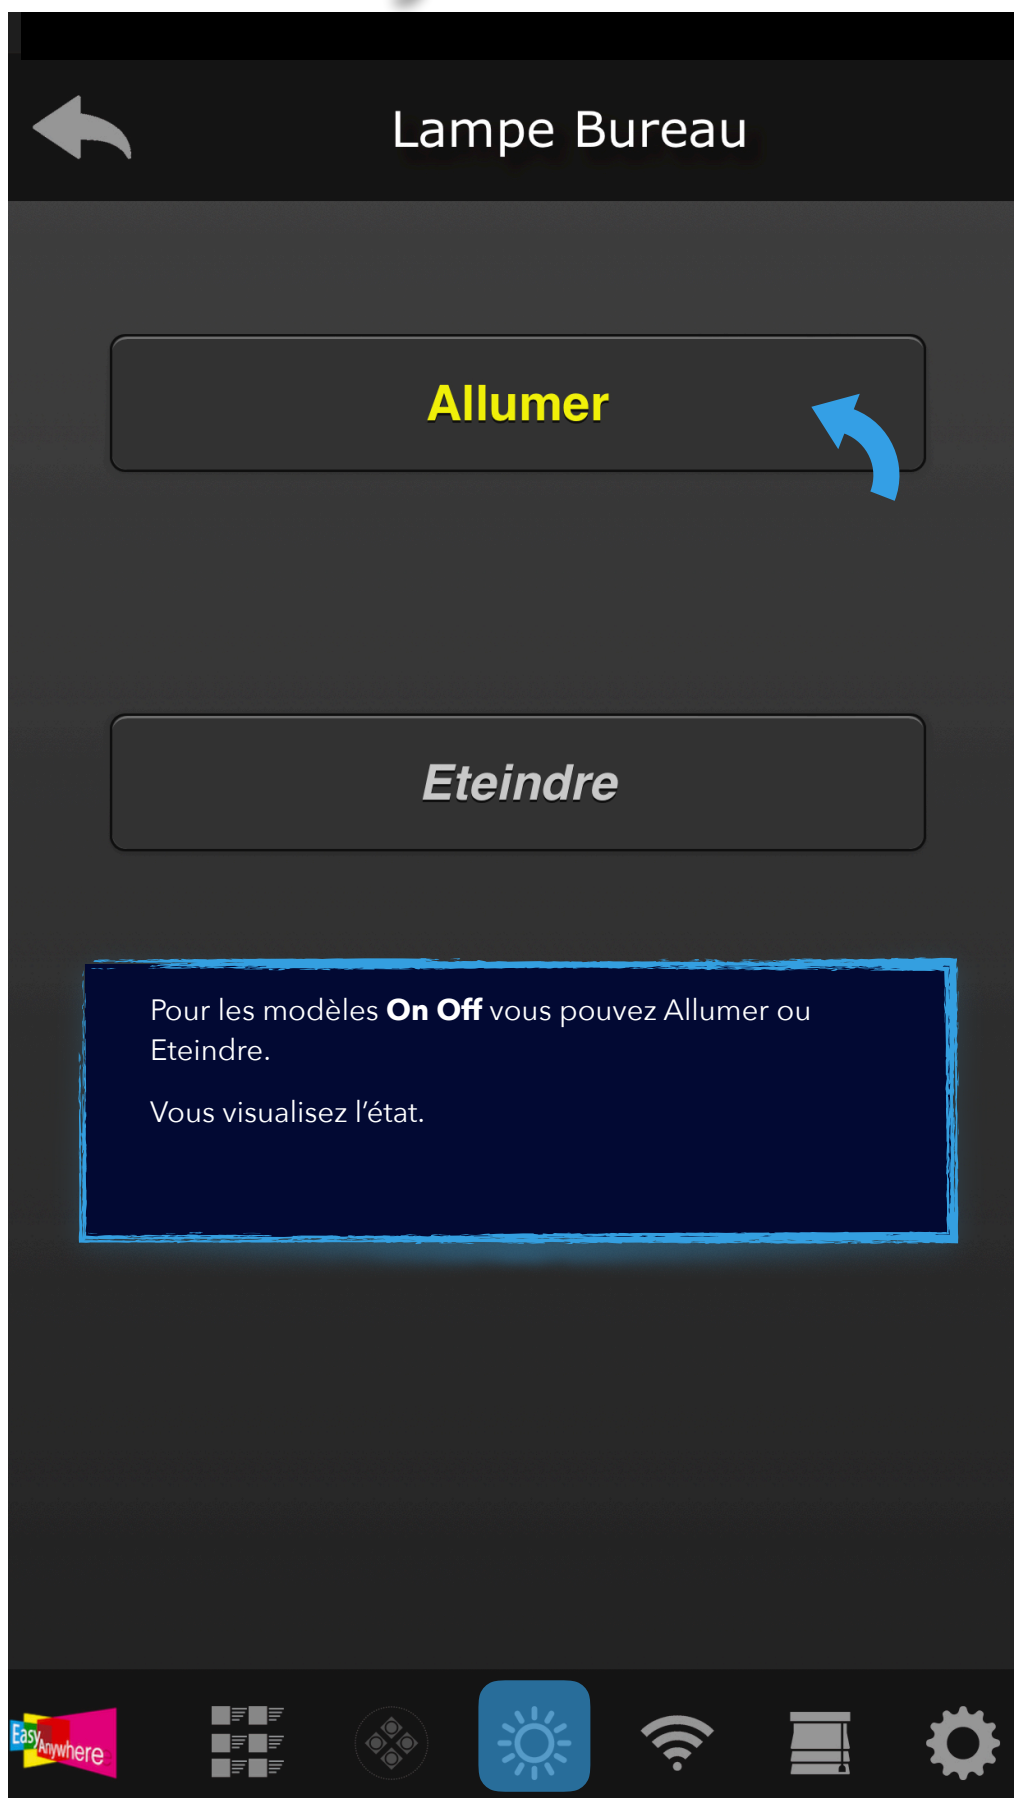 Lampe Bureau
Allumer
Eteindre
Pour les modèles On Off vous pouvez Allumer ou
Eteindre.
Vous visualisez l’état.
Easy Anywhere